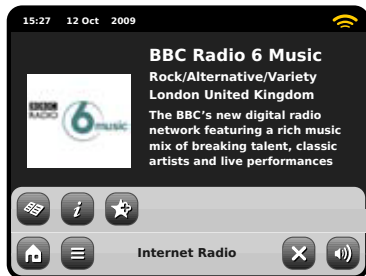 15:27 12 Oct 2009
BBC Radio 6 Music
Rock/Alternative/Variety
London United Kingdom
The BBC's new digital radio
network featuring a rich music
mix of breaking talent, classic
artists and live performances
BBC
RADIO
6
music
i
Internet Radio